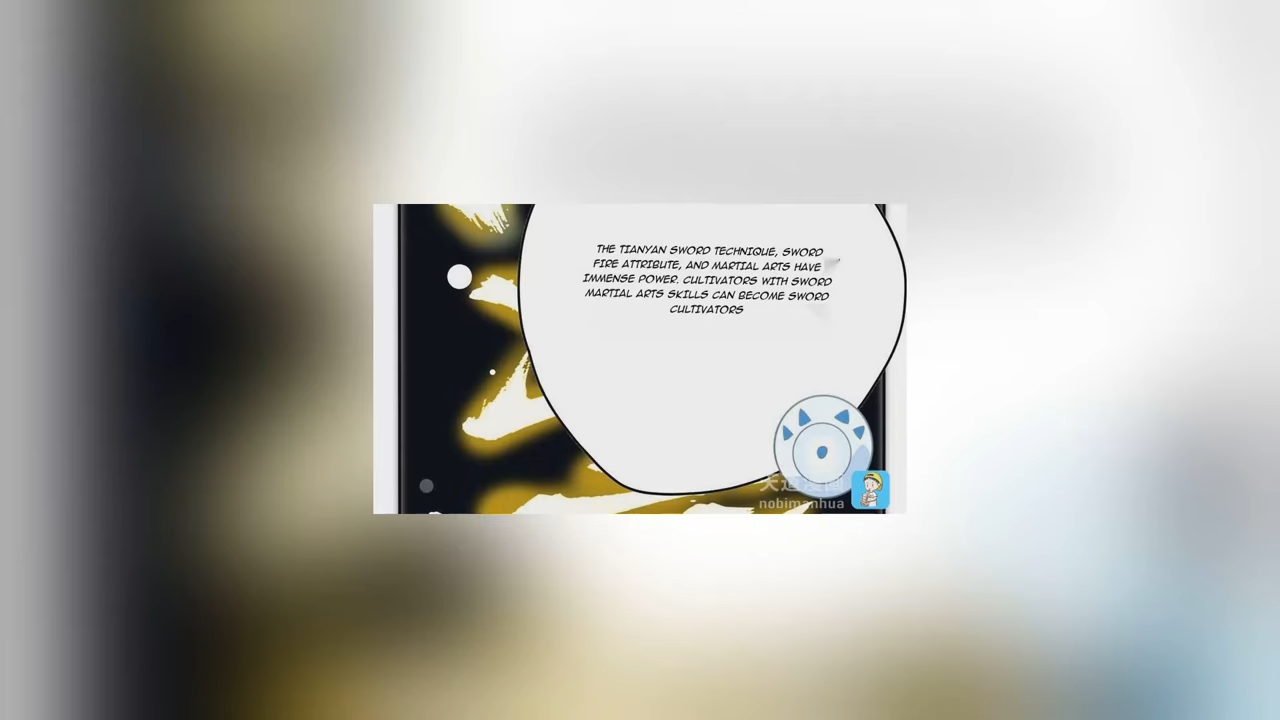 THE TIANYAN SWORD TECHNIQUE, SWORD
FIRE ATTRIBUTE, AND MARTIAL ARTS HAVE
IMMENSE POWER. CULTIVATORS WITH SWORD
MARTIAL ARTS SKILLS CAN BECOME SWORD
CULTIVATORS
nobimanhua